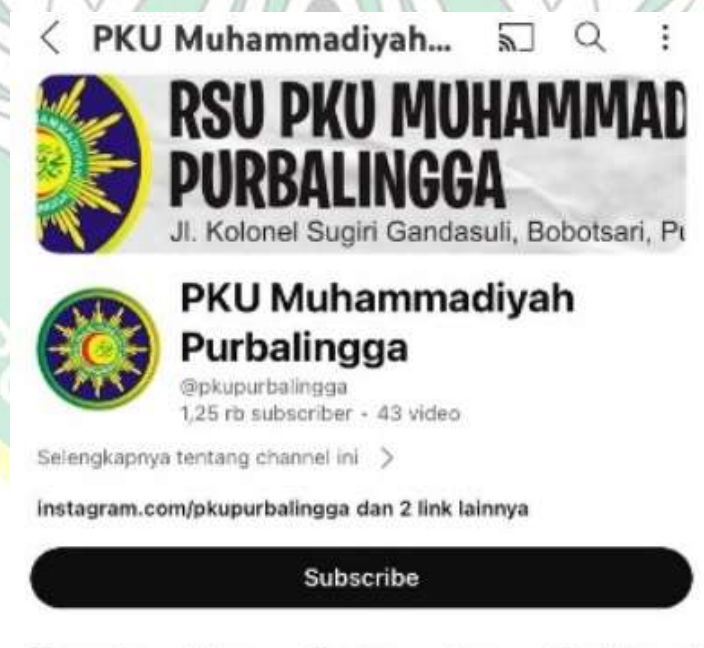 PKU Muhammadiyah...
RSU PKU MUHAMMAD
PURBALINGGA
Jl. Kolonel Sugiri Gandasuli, Bobotsari, Pu
PKU Muhammadiyah
Purbalingga
@pkupurbalingga
1,25 rb subscriber • 43 video
Selengkapnya tentang channel ini
instagram.com/pkupurbalingga dan 2 link lainnya
Subscribe